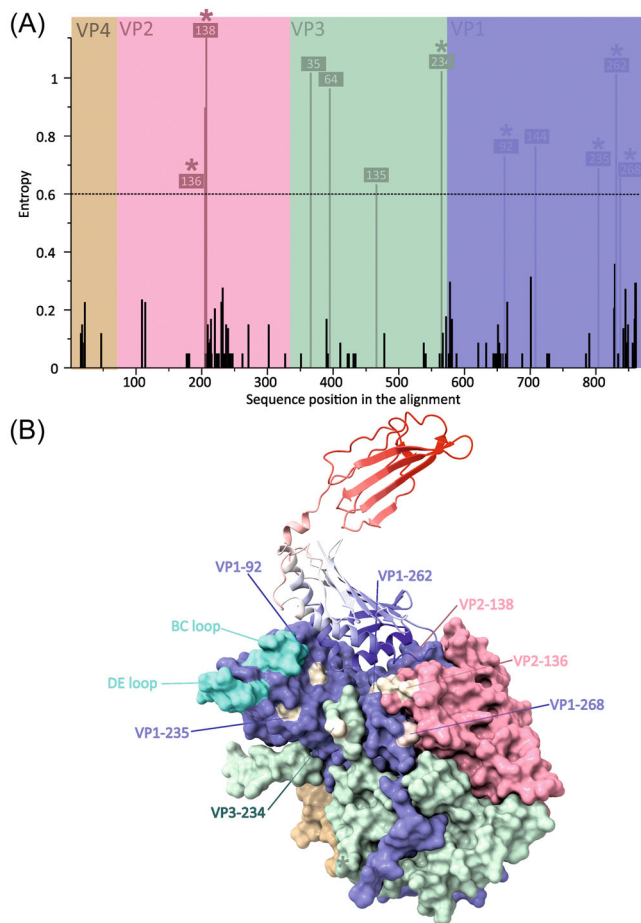 (A)
VP4
VP2
VP3
VP1
*
138
*
136
35
64
135
*
234
*
92
144
*
235
*
262
*
268
Entropy
1
0.8
0.6
0.4
0.2
0
100
200
300
400
500
600
700
800
Sequence position in the alignment
(B)
VP1-92
VP1-262
BC loop
VP2-138
DE loop
VP2-136
VP1-235
VP1-268
VP3-234